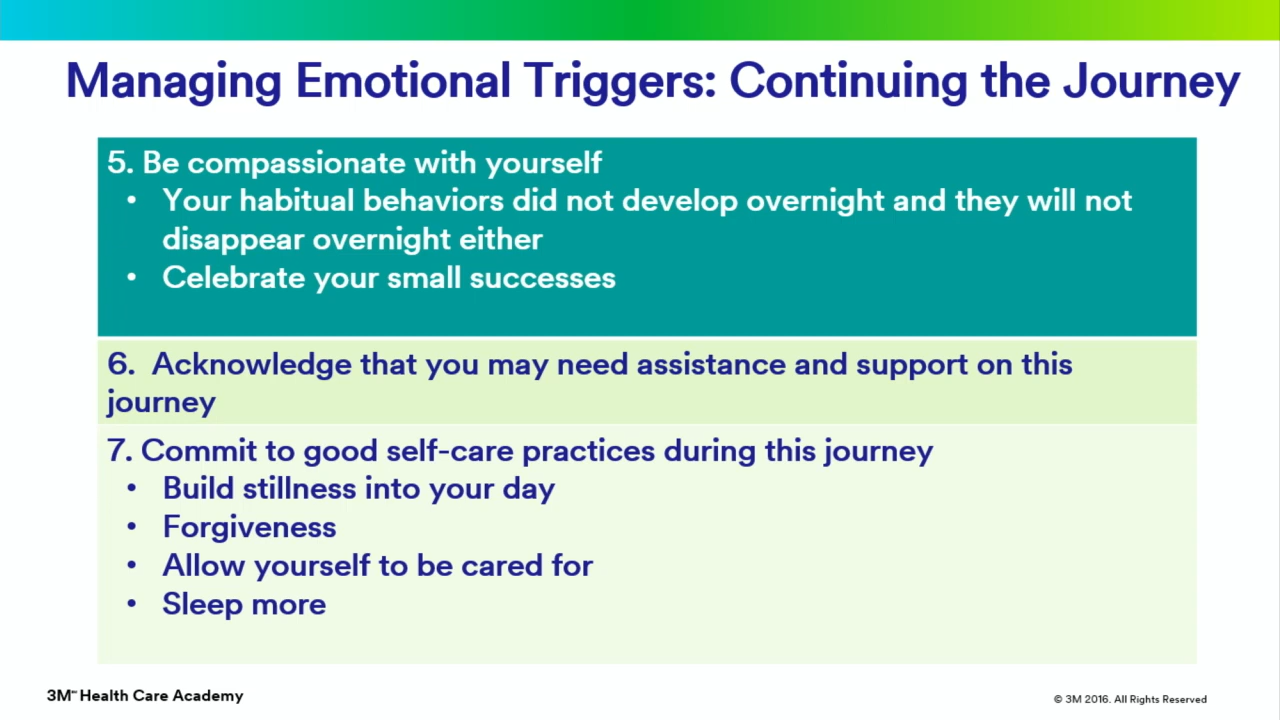 Managing Emotional Triggers: Continuing the Journey
5. Be compassionate with yourself
• Your habitual behaviors did not develop overnight and they will not
disappear overnight either
• Celebrate your small successes
6. Acknowledge that you may need assistance and support on this
journey
7. Commit to good self-care practices during this journey
• Build stillness into your day
• Forgiveness
• Allow yourself to be cared for
• Sleep more
3M℠ Health Care Academy
© 3M 2016. All Rights Reserved